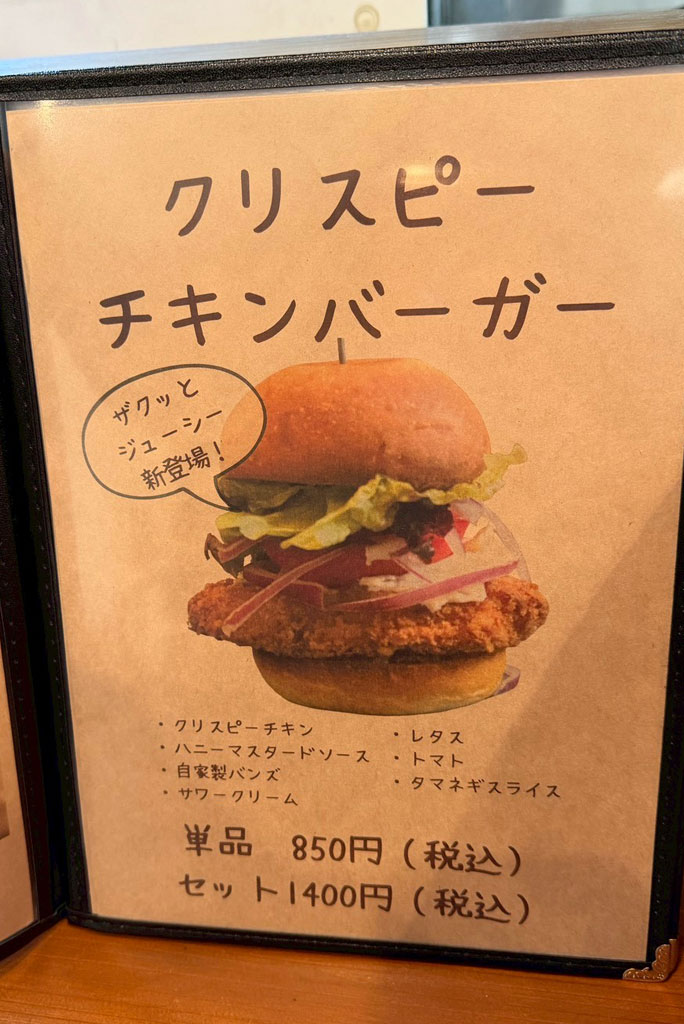 クリスピー
チキンバーガー
ザクッと
ジューシー
新登場!
・クリスピーチキン
・ハニーマスタードソース
・自家製バンズ
・サワークリーム
・レタス
・トマト
・タマネギスライス
単品 850円(税込)
セット1400円(税込)